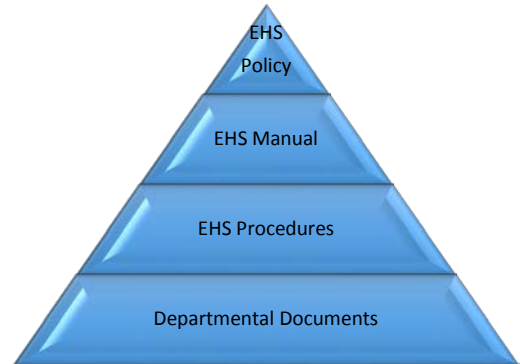 EHS
Policy
EHS Manual
EHS Procedures
Departmental Documents